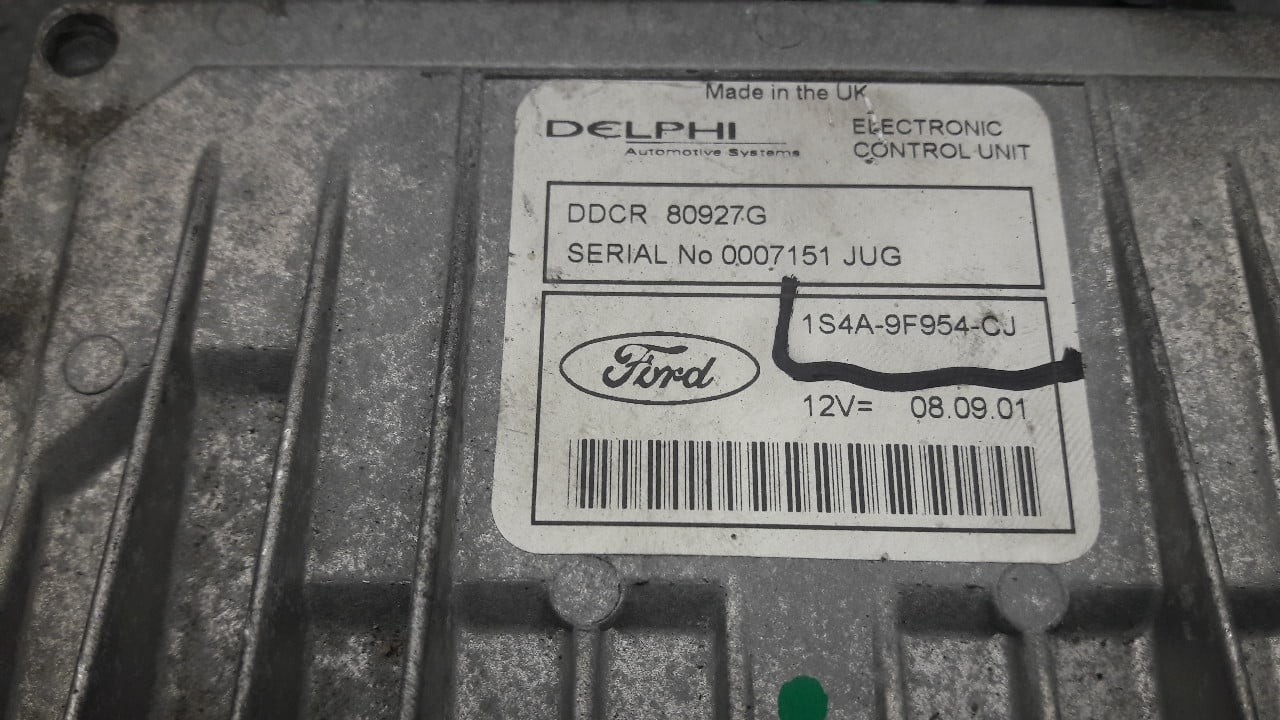 Made in the UK
DELPHI
Automotive Systems
ELECTRONIC
CONTROL UNIT
DDCR 80927G
SERIAL No 0007151 JUG
Ford
1S4A-9F954-CJ
12V= 08.09.01